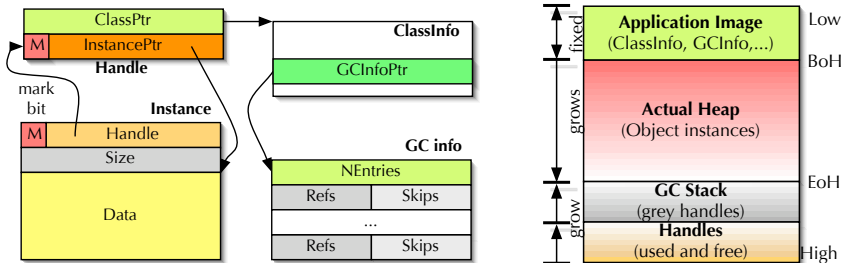 ClassPtr
M InstancePtr
Handle
mark
bit
Instance
M Handle
Size
Data
ClassInfo
GCInfoPtr
GC info
NEntries
Refs Skips
...
Refs Skips
fixed
grows
grow
Application Image
(ClassInfo, GCInfo,...)
Actual Heap
(Object instances)
GC Stack
(grey handles)
Handles
(used and free)
Low
BoH
EoH
High